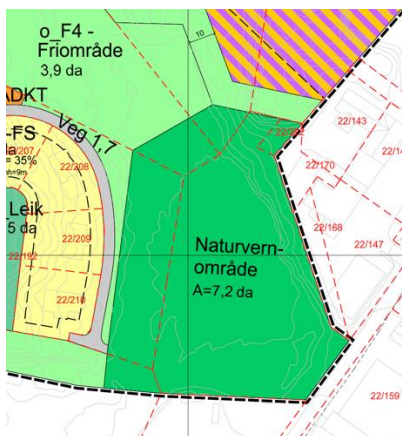 o_F4 -
Friområde
3,9 da
10
ADKT
Veg 1,7
-FS
= 35%
22/207
22/208
Leik
5 da
22/209
22/192
22/210
Naturvern-
område
A=7,2 da
22/143
22/170
22/168
22/147
22/159